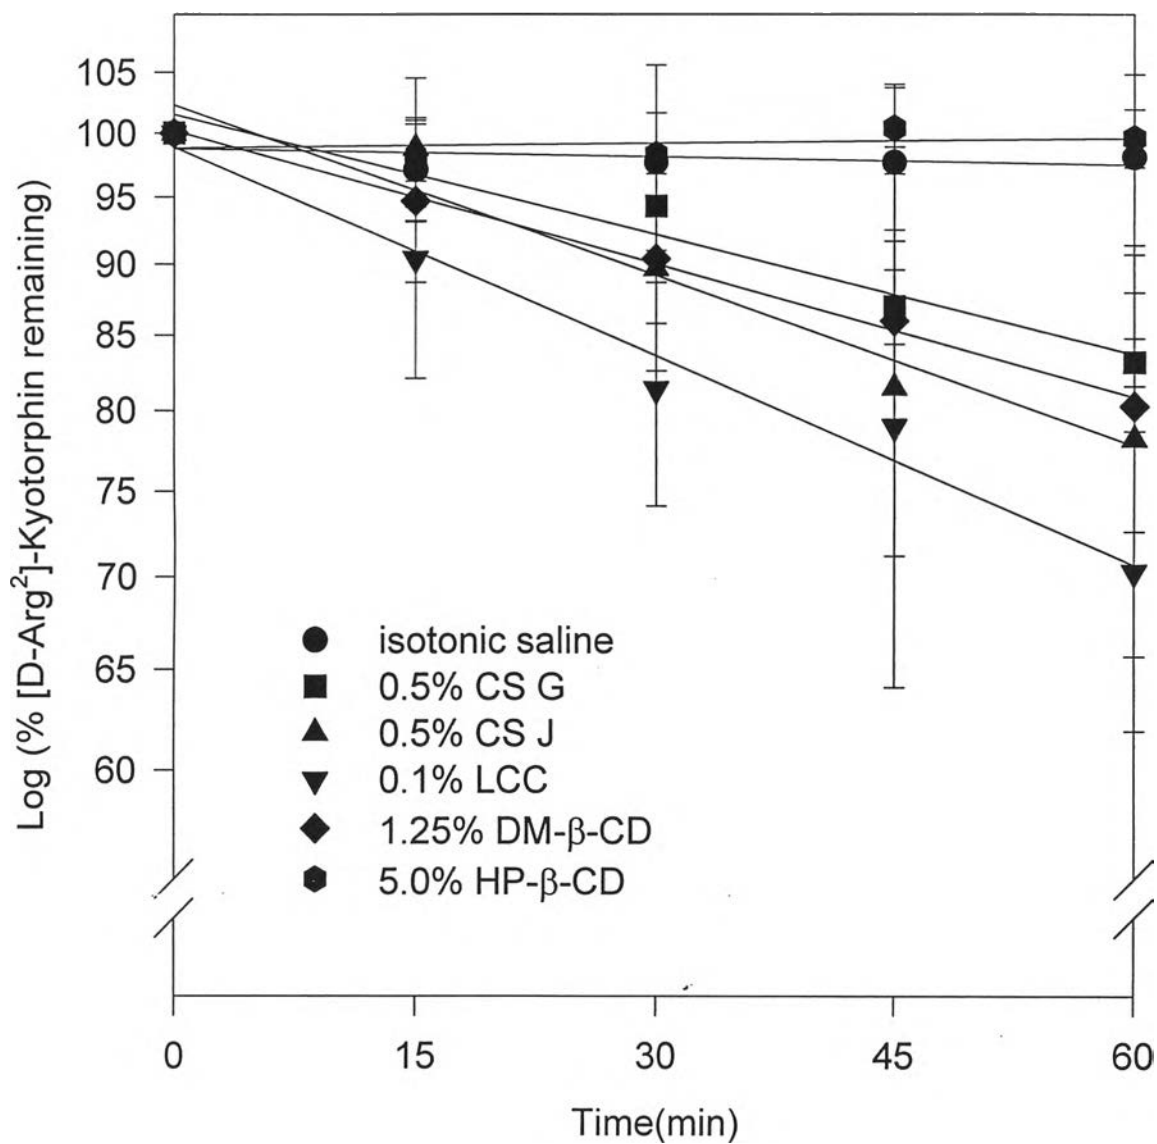 Log (% [D-Arg²]-Kyotorphin remaining)
105
100
95
90
85
80
75
70
65
60
isotonic saline
0.5% CS G
0.5% CS J
0.1% LCC
1.25% DM-β-CD
5.0% HP-β-CD
0 15 30 45 60
Time(min)